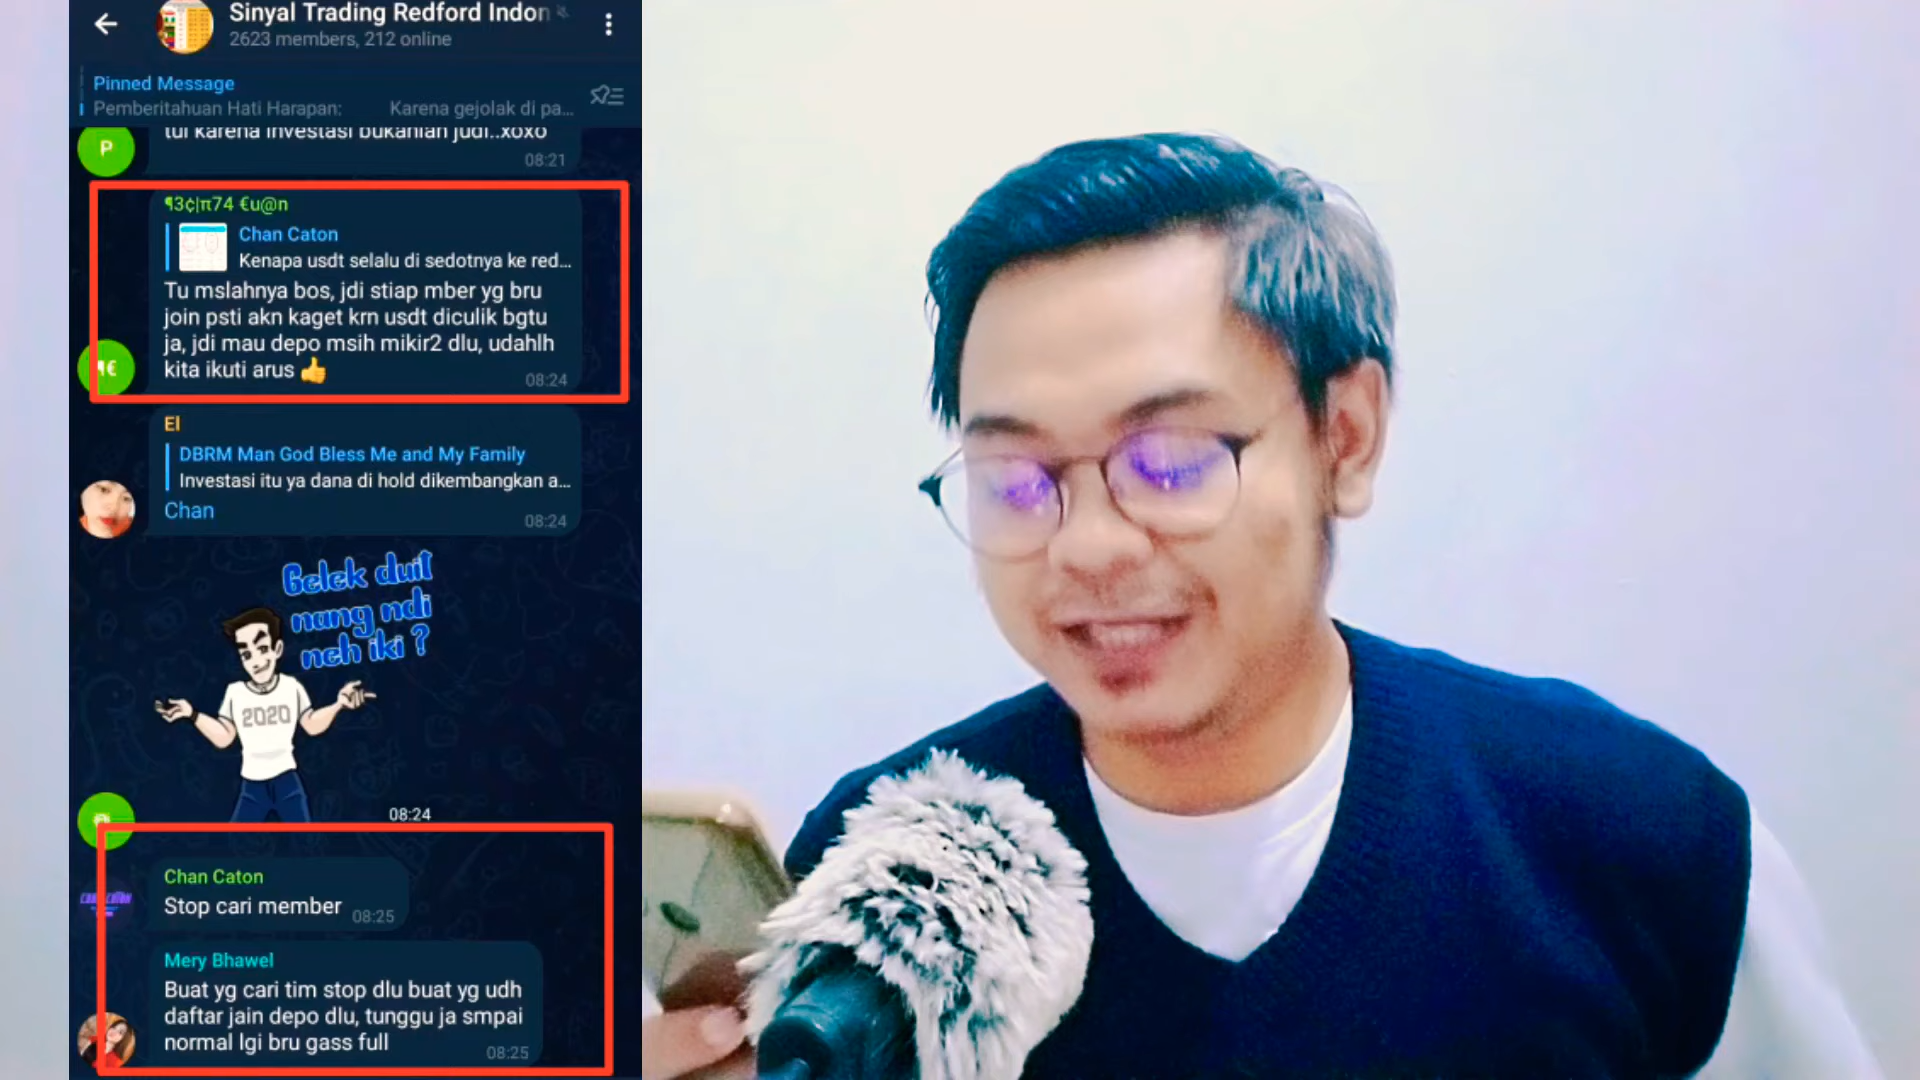 Sinyal Trading Redford Indon
2623 members, 212 online
Pinned Message
Pemberitahuan Hati Harapan: Karena gejolak di pa...
tui karena investasi bukanlah judi..xoxo
P
08:21
¶3¢|π74 €u@n
Chan Caton
Kenapa usdt selalu di sedotnya ke red...
Tu mslahnya bos, jdi stiap mber yg bru
join psti akn kaget krn usdt diculik bgtu
ja, jdi mau depo msih mikir2 dlu, udahlh
kita ikuti arus 👍
08:24
¶€
El
DBRM Man God Bless Me and My Family
Investasi itu ya dana di hold dikembangkan a...
Chan
08:24
Gelek duit
nang ndi
neh iki ?
2020
08:24
Chan Caton
Stop cari member
08:25
Mery Bhawel
Buat yg cari tim stop dlu buat yg udh
daftar jain depo dlu, tunggu ja smpai
normal lgi bru gass full
08:25